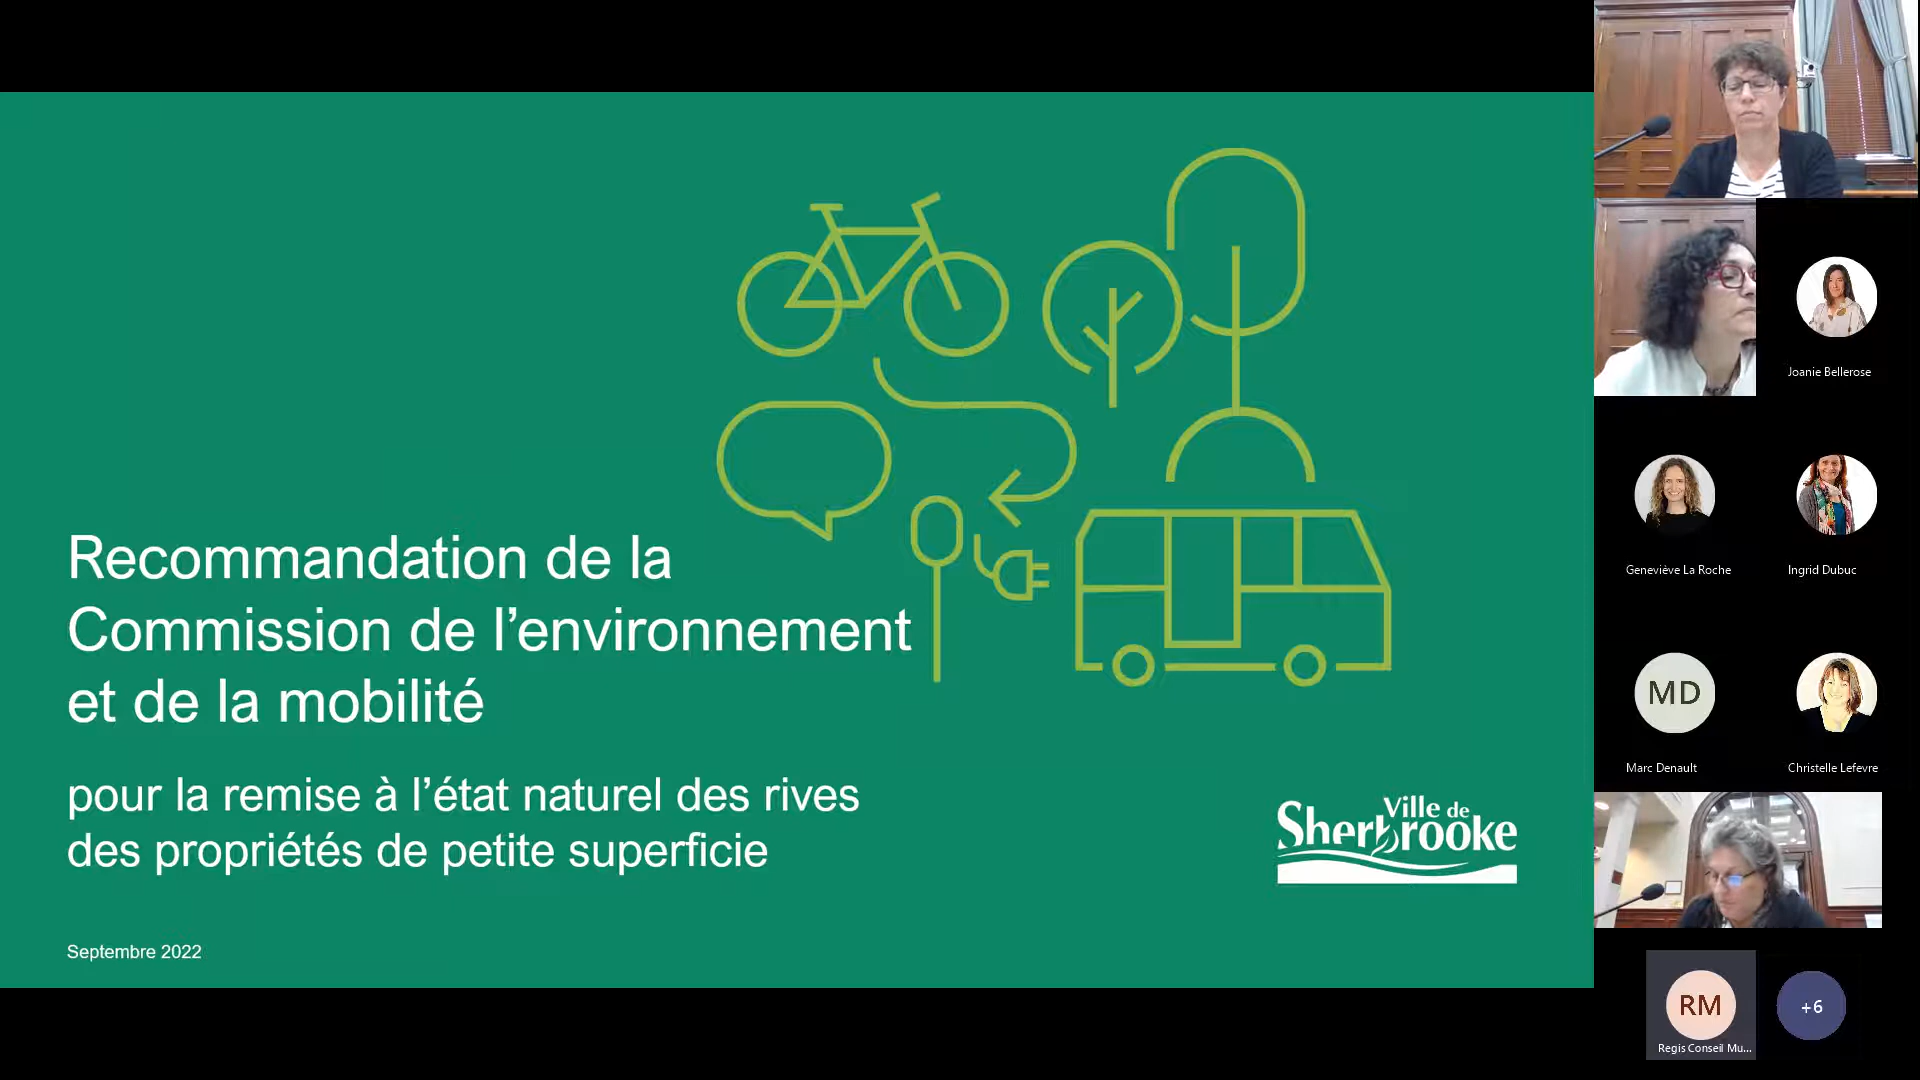 Recommandation de la
Commission de l’environnement
et de la mobilité
pour la remise à l’état naturel des rives
des propriétés de petite superficie
Septembre 2022
Ville de
Sherbrooke
Joanie Bellerose
Geneviève La Roche
Ingrid Dubuc
MD
Marc Denault
Christelle Lefevre
RM
Regis Conseil Mu...
+6